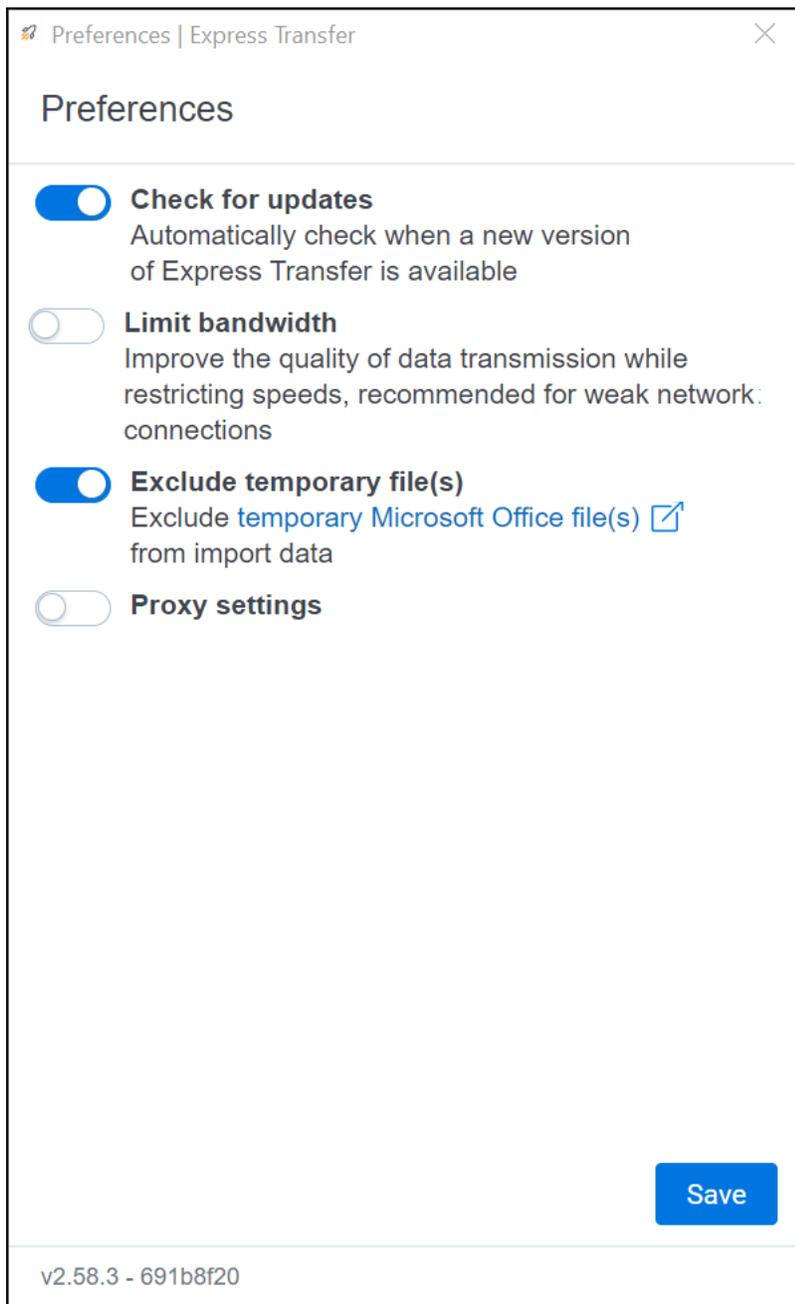 Preferences | Express Transfer
Preferences
Check for updates
Automatically check when a new version
of Express Transfer is available
Limit bandwidth
Improve the quality of data transmission while
restricting speeds, recommended for weak network
connections
Exclude temporary file(s)
Exclude temporary Microsoft Office file(s)
from import data
Proxy settings
Save
v2.58.3 - 691b8f20